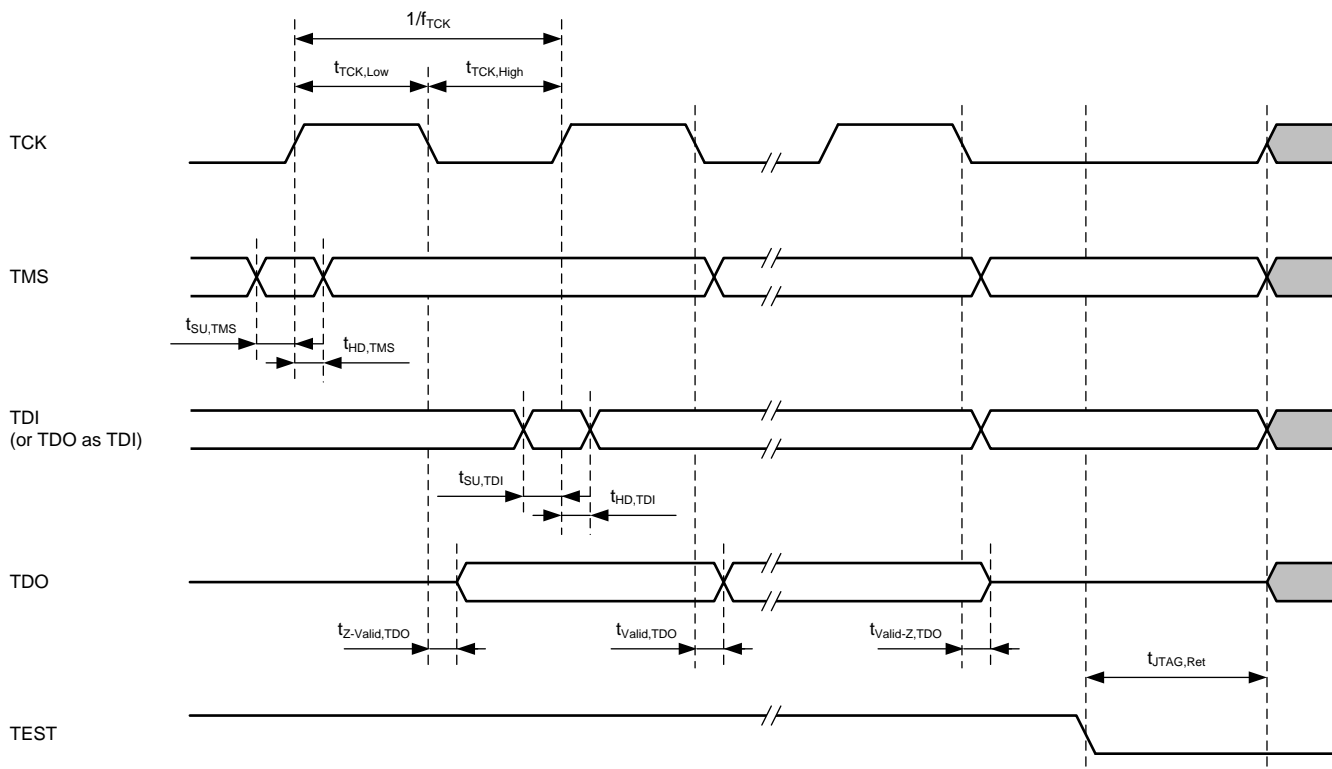 1/fTCK
tTCK,Low
tTCK,High
TCK
TMS
tSU,TMS
tHD,TMS
TDI
(or TDO as TDI)
tSU,TDI
tHD,TDI
TDO
tZ-Valid,TDO
tValid,TDO
tValid-Z,TDO
tJTAG,Ret
TEST